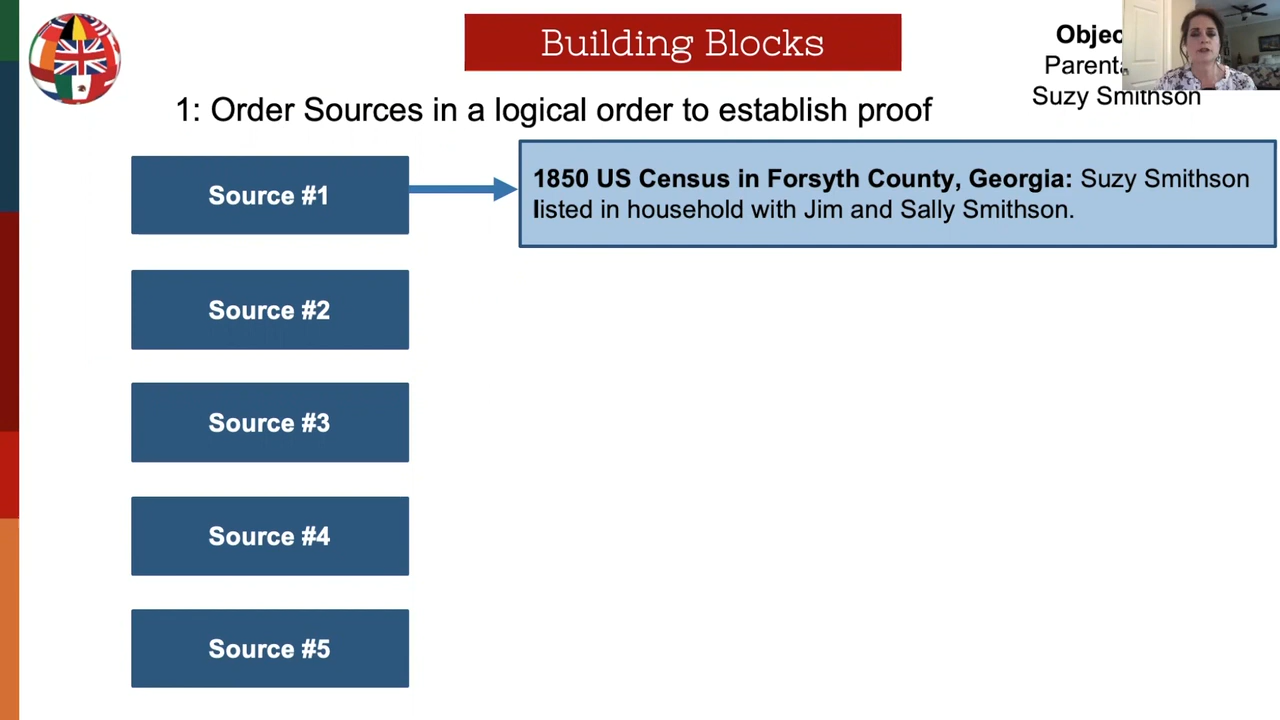 Building Blocks
Parent
Suzy Smithson
1: Order Sources in a logical order to establish proof
Source #1
1850 US Census in Forsyth County, Georgia: Suzy Smithson
listed in household with Jim and Sally Smithson.
Source #2
Source #3
Source #4
Source #5